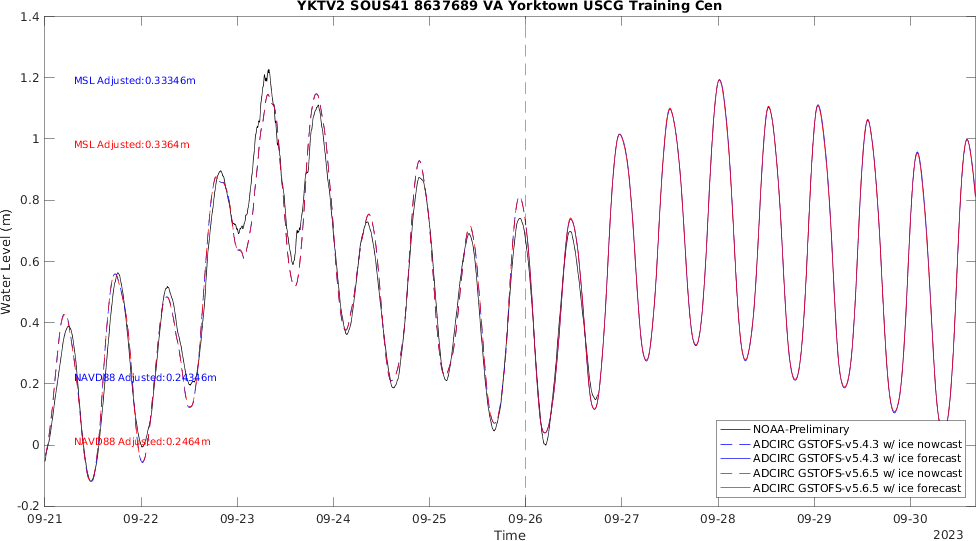 YKTV2 SOUS41 8637689 VA Yorktown USCG Training Cen
1.4
1.2
1
0.8
0.6
0.4
0.2
0
-0.2
Water Level (m)
MSL Adjusted:0.33346m
MSL Adjusted:0.3364m
NAVD88 Adjusted:0.24346m
NAVD88 Adjusted:0.2464m
NOAA-Preliminary
ADCIRC GSTOFS-v5.4.3 w/ ice nowcast
ADCIRC GSTOFS-v5.4.3 w/ ice forecast
ADCIRC GSTOFS-v5.6.5 w/ ice nowcast
ADCIRC GSTOFS-v5.6.5 w/ ice forecast
09-21 09-22 09-23 09-24 09-25 09-26 09-27 09-28 09-29 09-30
Time
2023